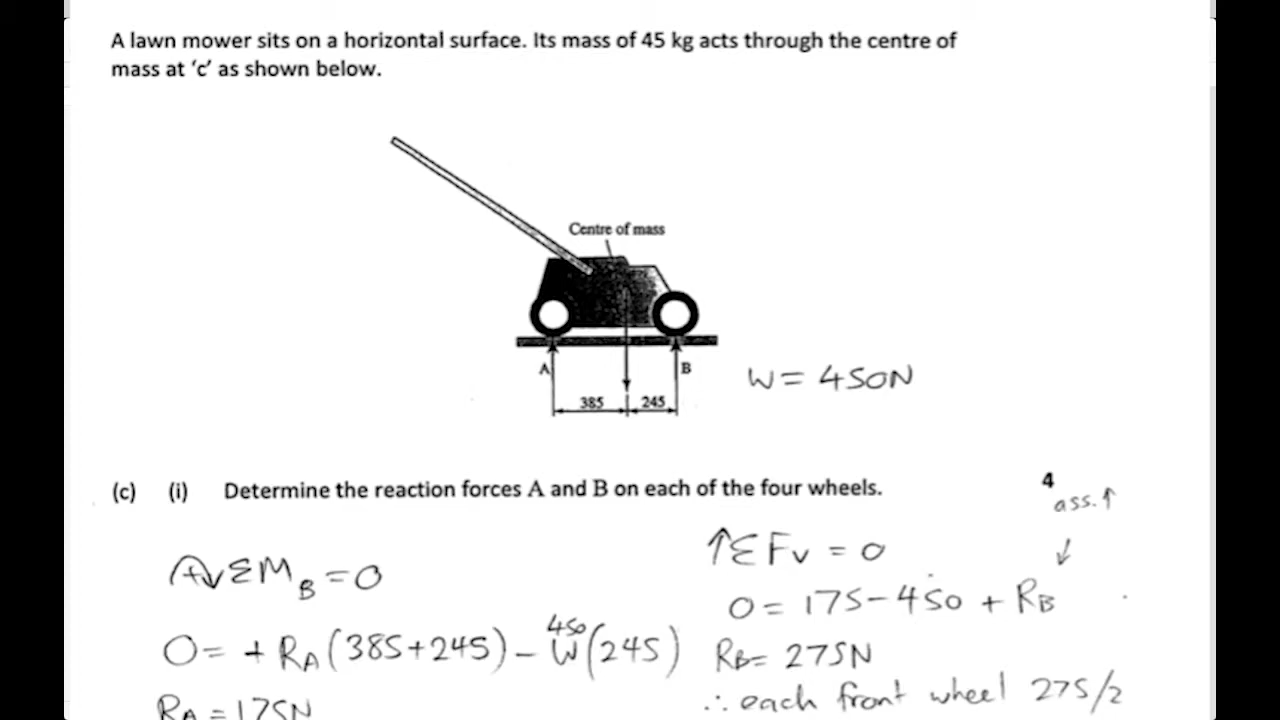 A lawn mower sits on a horizontal surface. Its mass of 45 kg acts through the centre of
mass at ‘c’ as shown below.
Centre of mass
A
B
385
245
W = 450N
(c) (i) Determine the reaction forces A and B on each of the four wheels.
4
ass. ↑
+ ΣM_B = 0
0 = + R_A (385+245) − W (245)
450
R_A = 175N
↑ΣF_V = 0
0 = 175 − 450 + R_B
R_B = 275N
∴ each front wheel 275/2